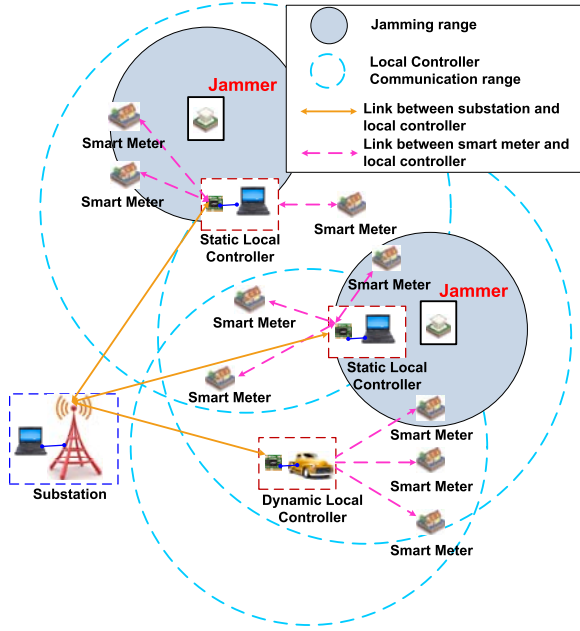 Jamming range
Local Controller
Communication range
Link between substation and
local controller
Link between smart meter and
local controller
Jammer
Smart Meter
Smart Meter
Static Local
Controller
Smart Meter
Smart Meter
Jammer
Smart Meter
Static Local
Controller
Smart Meter
Smart Meter
Substation
Dynamic Local
Controller
Smart Meter
Smart Meter